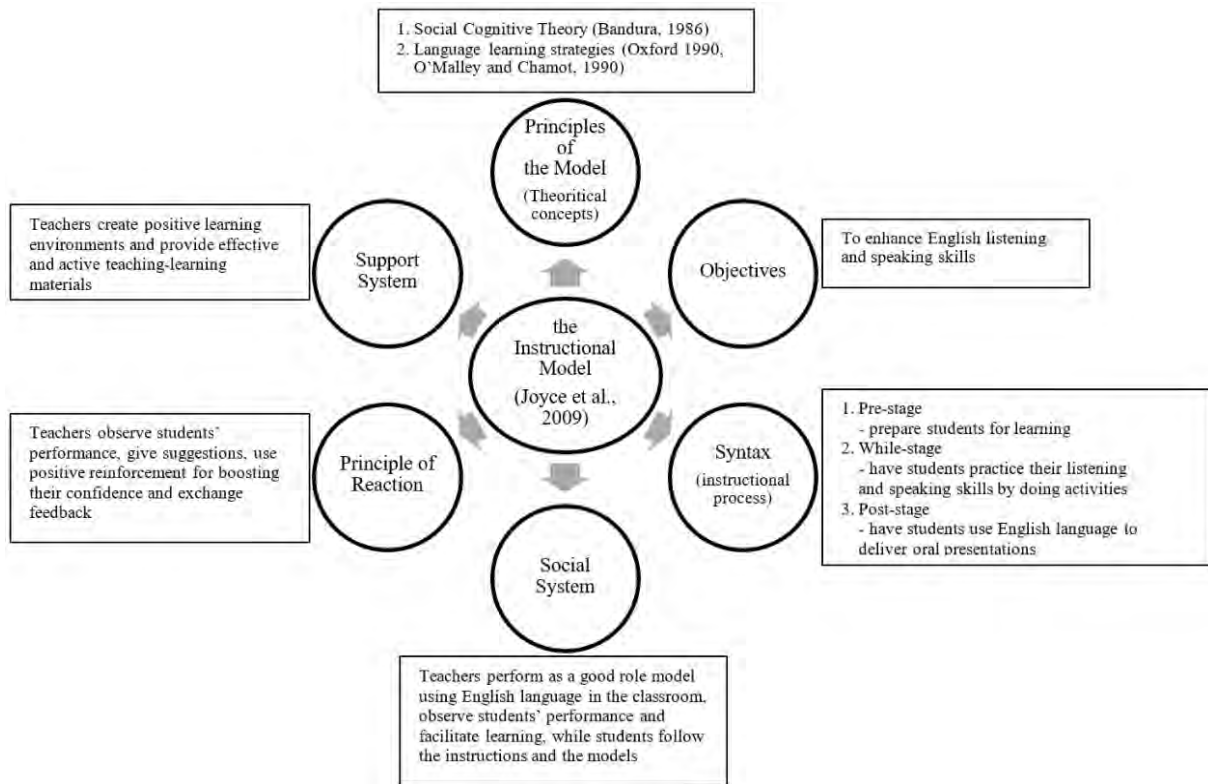 1. Social Cognitive Theory (Bandura, 1986)
2. Language learning strategies (Oxford 1990,
O'Malley and Chamot, 1990)
Principles
of
the Model
(Theoritical
concepts)
Teachers create positive learning
environments and provide effective
and active teaching-learning
materials
Support
System
Objectives
To enhance English listening
and speaking skills
the
Instructional
Model
(Joyce et al.,
2009)
Teachers observe students'
performance, give suggestions, use
positive reinforcement for boosting
their confidence and exchange
feedback
Principle of
Reaction
Syntax
(instructional
process)
1. Pre-stage
- prepare students for learning
2. While-stage
- have students practice their listening
and speaking skills by doing activities
3. Post-stage
- have students use English language to
deliver oral presentations
Social
System
Teachers perform as a good role model
using English language in the classroom,
observe students' performance and
facilitate learning, while students follow
the instructions and the models